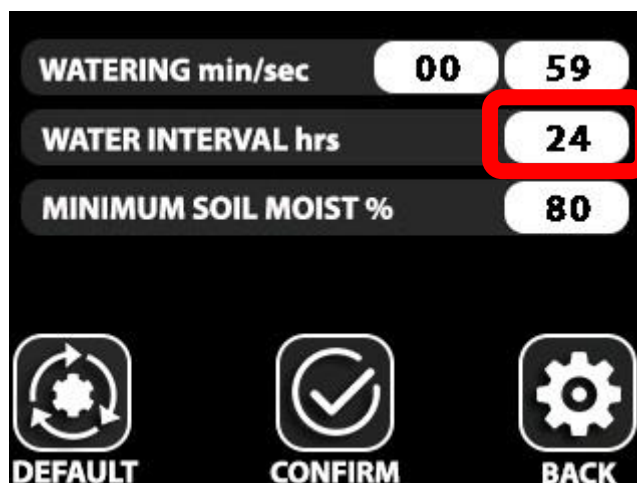 WATERING min/sec 00 59
WATER INTERVAL hrs 24
MINIMUM SOIL MOIST % 80
DEFAULT CONFIRM BACK